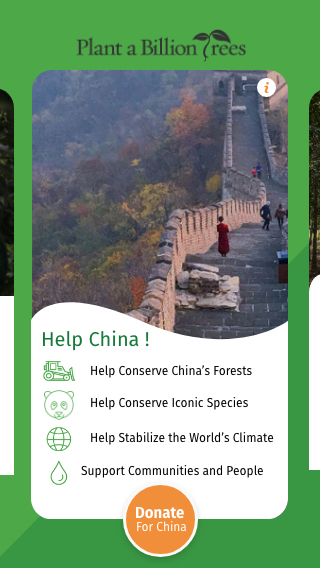 Plant a Billion Trees
i
Help China !
Help Conserve China's Forests
Help Conserve Iconic Species
Help Stabilize the World's Climate
Support Communities and People
Donate
For China